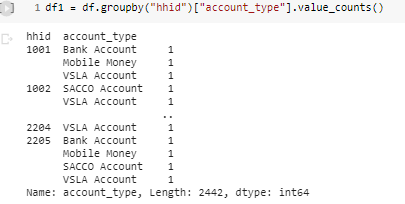 1 df1 = df.groupby("hhid")["account_type"].value_counts()
hhid account_type
1001 Bank Account 1
Mobile Money 1
VSLA Account 1
1002 SACCO Account 1
VSLA Account 1
..
2204 VSLA Account 1
2205 Bank Account 1
Mobile Money 1
SACCO Account 1
VSLA Account 1
Name: account_type, Length: 2442, dtype: int64